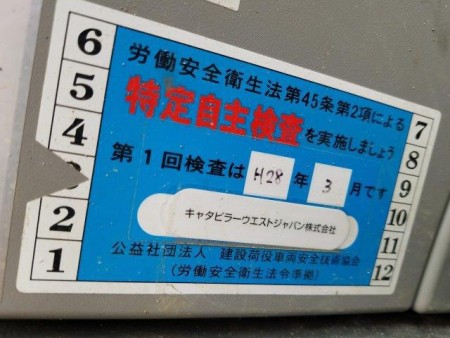 労働安全衛生法第45条第2項による
特定自主検査を実施しましょう
第1回検査は H28 年 3 月です
キャタピラーウエストジャパン株式会社
公益社団法人 建設荷役車両安全技術協会
(労働安全衛生法令準拠)
6
5
4
2
1
7
8
9
10
11
12